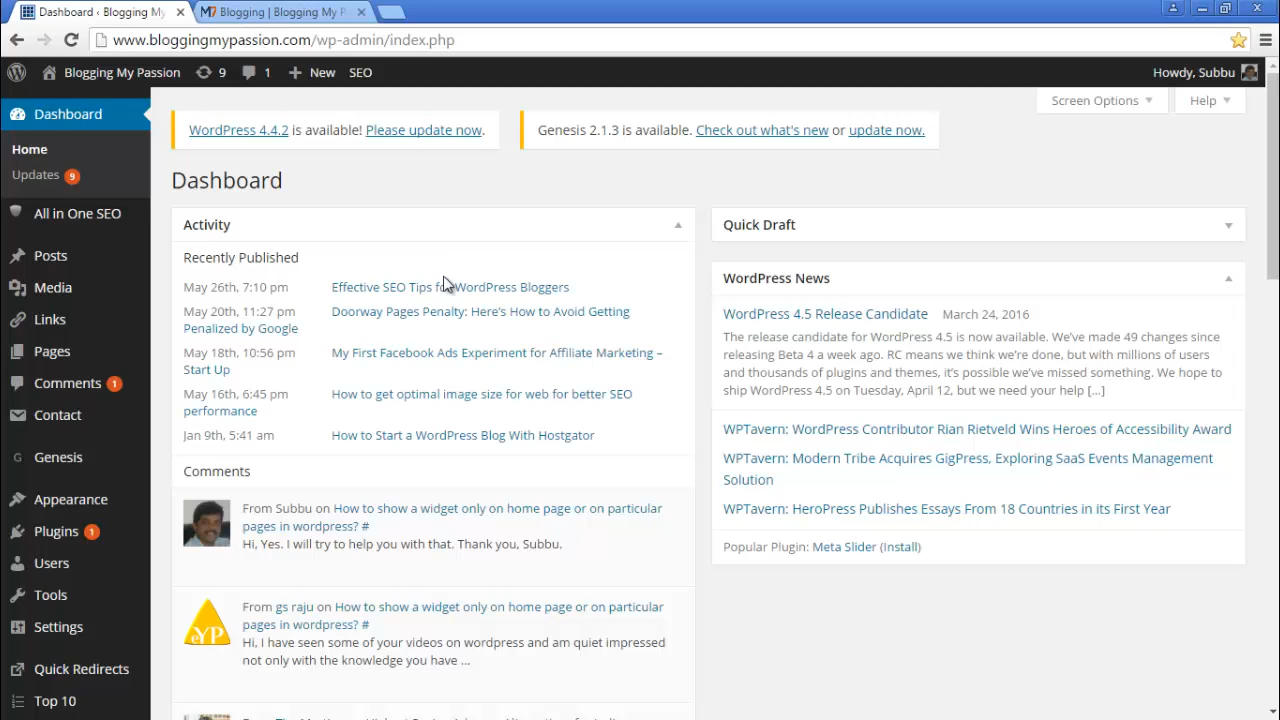 Dashboard ‹ Blogging My
Blogging | Blogging My P
www.bloggingmypassion.com/wp-admin/index.php
Blogging My Passion 9 1 New SEO Howdy, Subbu
Screen Options Help
WordPress 4.4.2 is available! Please update now.
Genesis 2.1.3 is available. Check out what's new or update now.
Dashboard
Home
Updates 9
All in One SEO
Posts
Media
Links
Pages
Comments 1
Contact
Genesis
Appearance
Plugins 1
Users
Tools
Settings
Quick Redirects
Top 10
Dashboard
Activity
Recently Published
May 26th, 7:10 pm Effective SEO Tips for WordPress Bloggers
May 20th, 11:27 pm Doorway Pages Penalty: Here's How to Avoid Getting
Penalized by Google
May 18th, 10:56 pm My First Facebook Ads Experiment for Affiliate Marketing –
Start Up
May 16th, 6:45 pm How to get optimal image size for web for better SEO
performance
Jan 9th, 5:41 am How to Start a WordPress Blog With Hostgator
Comments
From Subbu on How to show a widget only on home page or on particular
pages in wordpress? #
Hi, Yes. I will try to help you with that. Thank you, Subbu.
eYP
From gs raju on How to show a widget only on home page or on particular
pages in wordpress? #
Hi, I have seen some of your videos on wordpress and am quiet impressed
not only with the knowledge you have ...
Quick Draft
WordPress News
WordPress 4.5 Release Candidate March 24, 2016
The release candidate for WordPress 4.5 is now available. We've made 49 changes since
releasing Beta 4 a week ago. RC means we think we're done, but with millions of users
and thousands of plugins and themes, it's possible we've missed something. We hope to
ship WordPress 4.5 on Tuesday, April 12, but we need your help [...]
WPTavern: WordPress Contributor Rian Rietveld Wins Heroes of Accessibility Award
WPTavern: Modern Tribe Acquires GigPress, Exploring SaaS Events Management
Solution
WPTavern: HeroPress Publishes Essays From 18 Countries in its First Year
Popular Plugin: Meta Slider (Install)